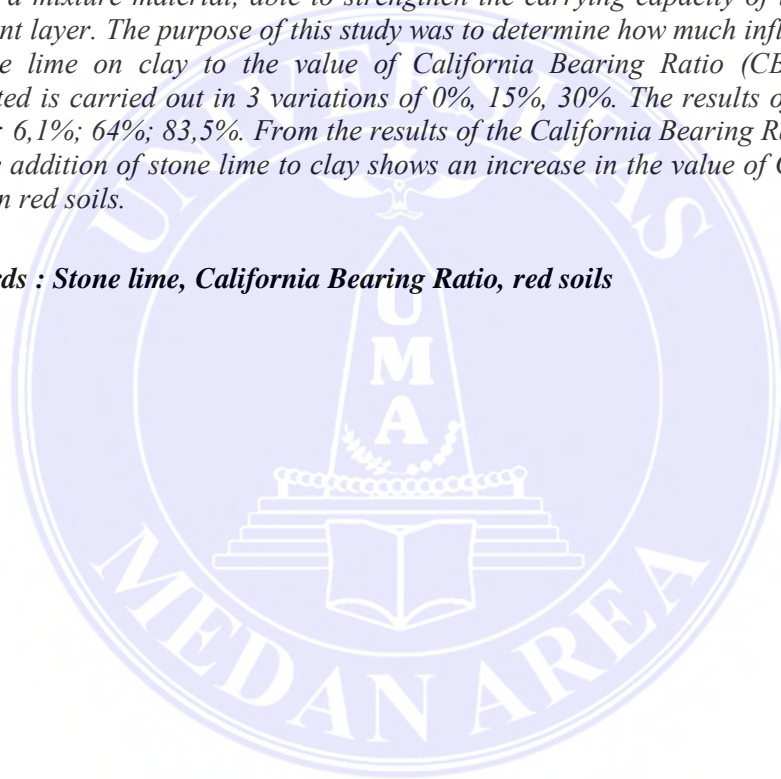 a mixture material, able to strengthen the carrying capacity of
nt layer. The purpose of this study was to determine how much infl
e lime on clay to the value of California Bearing Ratio (CB
ted is carried out in 3 variations of 0%, 15%, 30%. The results o
: 6,1%; 64%; 83,5%. From the results of the California Bearing R
e addition of stone lime to clay shows an increase in the value of
n red soils.
rds : Stone lime, California Bearing Ratio, red soils
UNIVERSITAS
UMA
MEDAN AREA